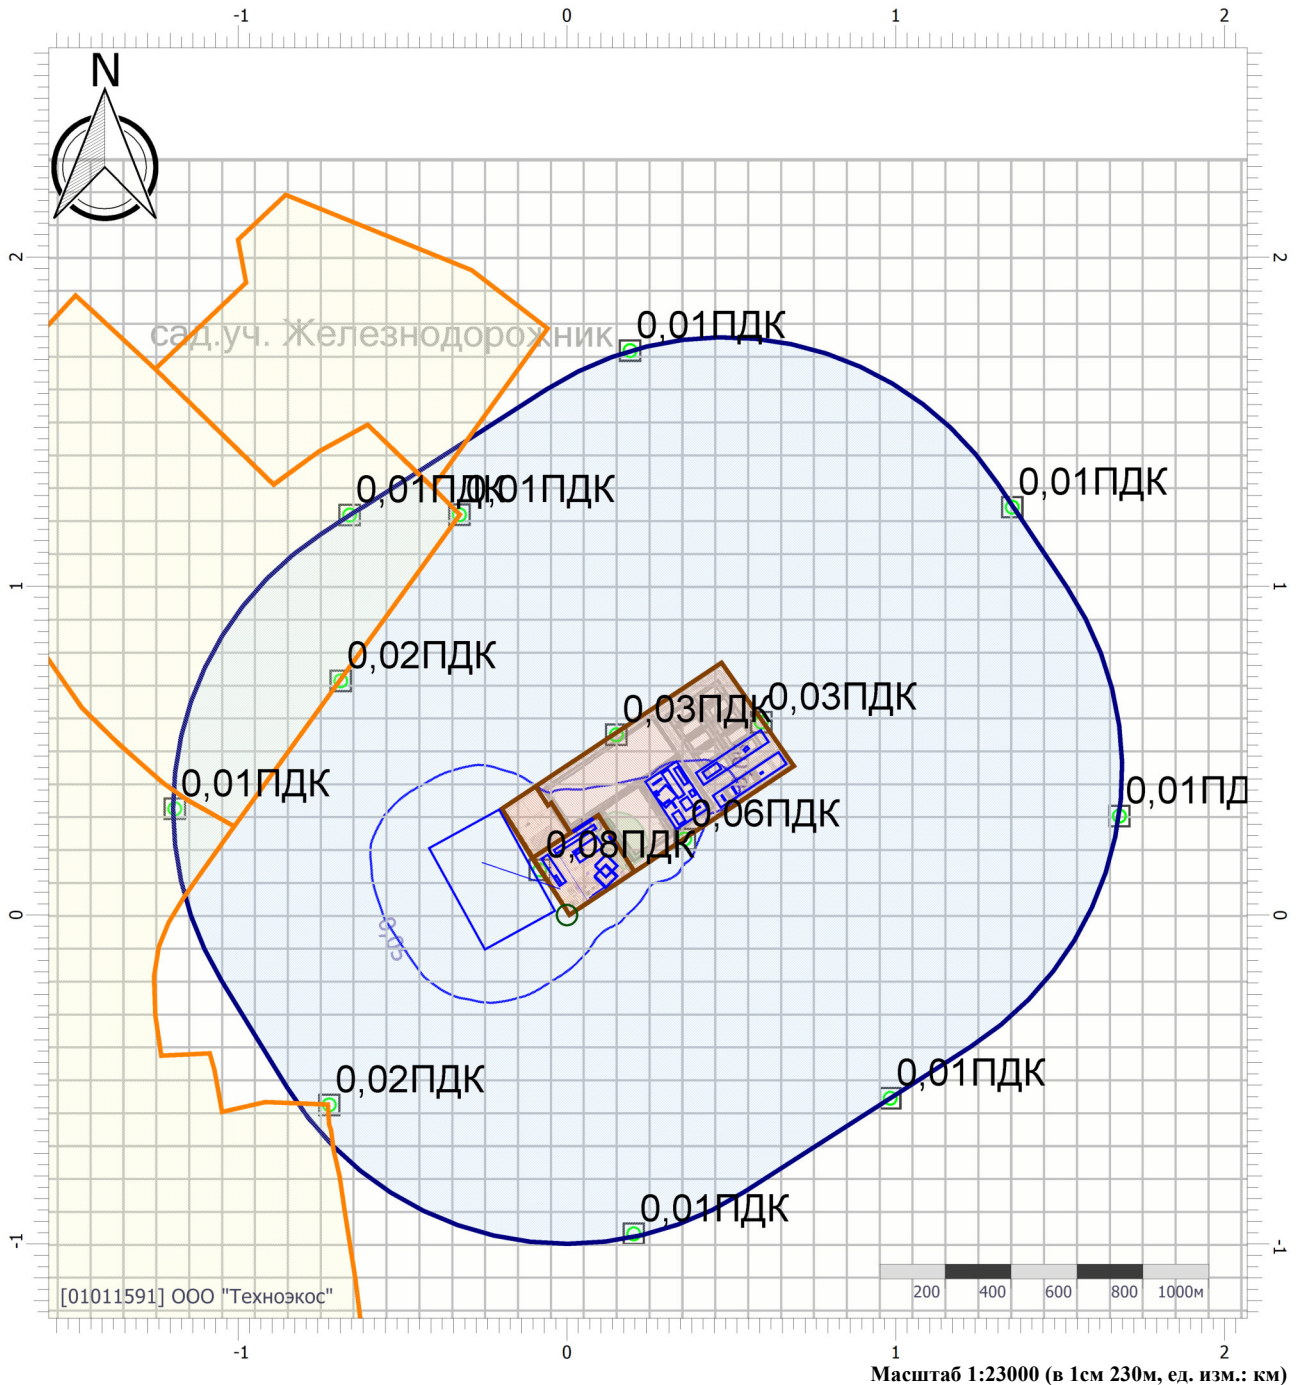 -1 0 1 2
N
2 2
сад.уч. Железнодорожник
0,01ПДК
0,01ПДК
0,01ПДК 0,01ПДК
1 1
0,02ПДК
0,03ПДК 0,03ПДК
0,01ПДК
0,01ПД
0,06ПДК
0,08ПДК
0 0
0,05
0,02ПДК
0,01ПДК
0,01ПДК
-1 -1
200 400 600 800 1000м
[01011591] ООО "Техноэкос"
-1 0 1 2
Масштаб 1:23000 (в 1см 230м, ед. изм.: км)